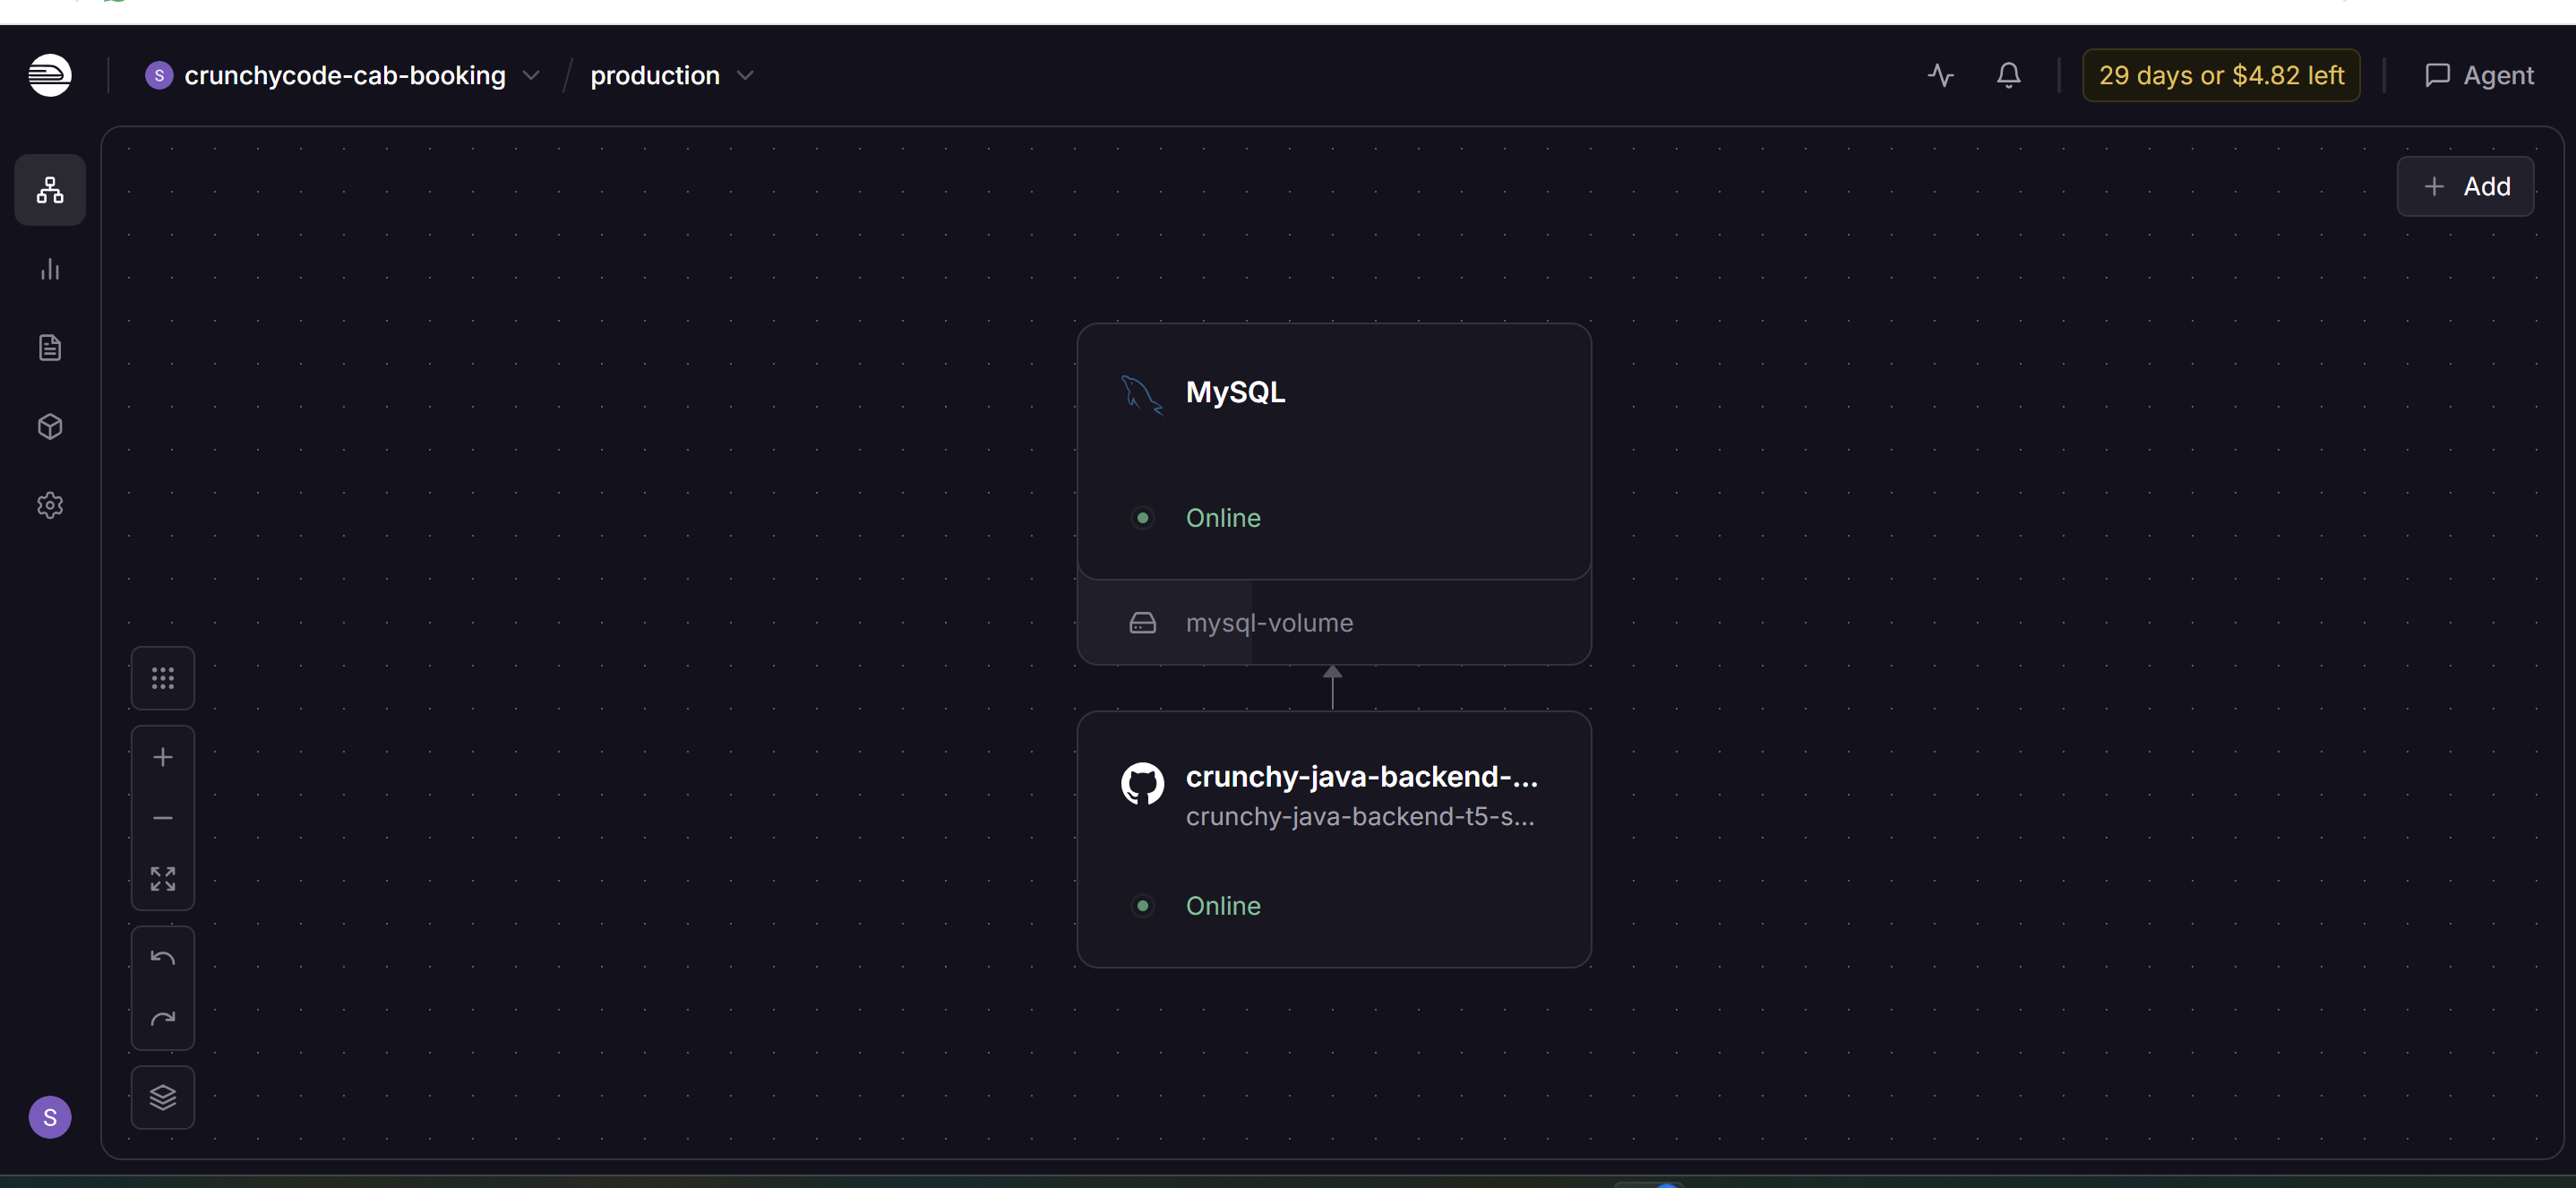 S crunchycode-cab-booking / production
29 days or $4.82 left
Agent
Add
MySQL
Online
mysql-volume
crunchy-java-backend-...
crunchy-java-backend-t5-s...
Online
S